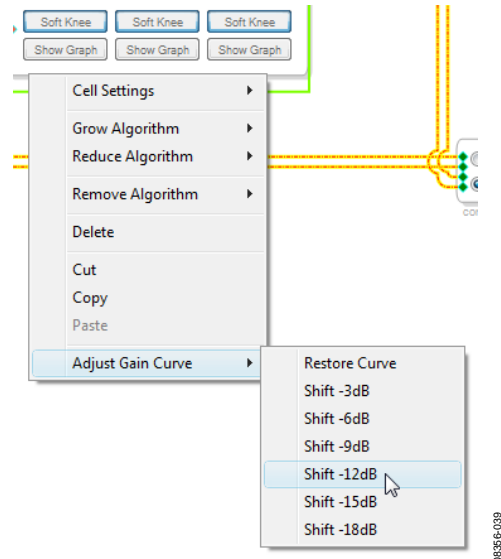 Soft Knee Soft Knee Soft Knee
Show Graph Show Graph Show Graph
Cell Settings
Grow Algorithm
Reduce Algorithm
Remove Algorithm
Delete
Cut
Copy
Paste
Adjust Gain Curve
Restore Curve
Shift -3dB
Shift -6dB
Shift -9dB
Shift -12dB
Shift -15dB
Shift -18dB